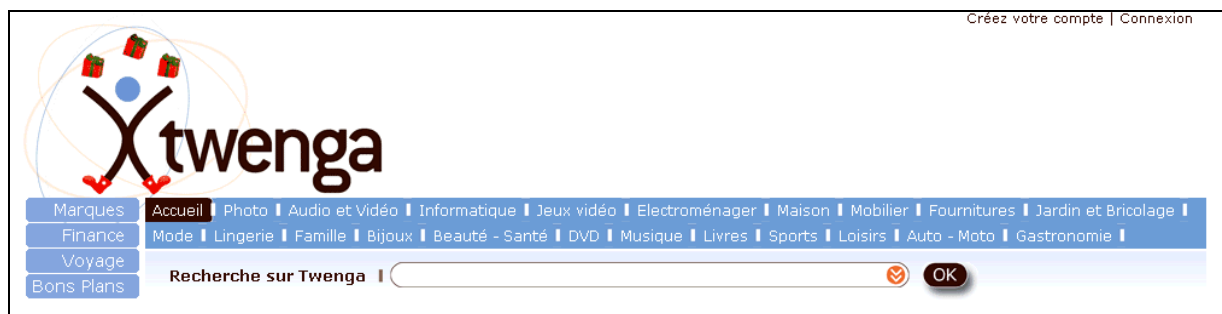 Créez votre compte | Connexion
twenga
Marques
Finance
Voyage
Bons Plans
Accueil Photo Audio et Vidéo Informatique Jeux vidéo Electroménager Maison Mobilier Fournitures Jardin et Bricolage
Mode Lingerie Famille Bijoux Beauté - Santé DVD Musique Livres Sports Loisirs Auto - Moto Gastronomie
Recherche sur Twenga
OK